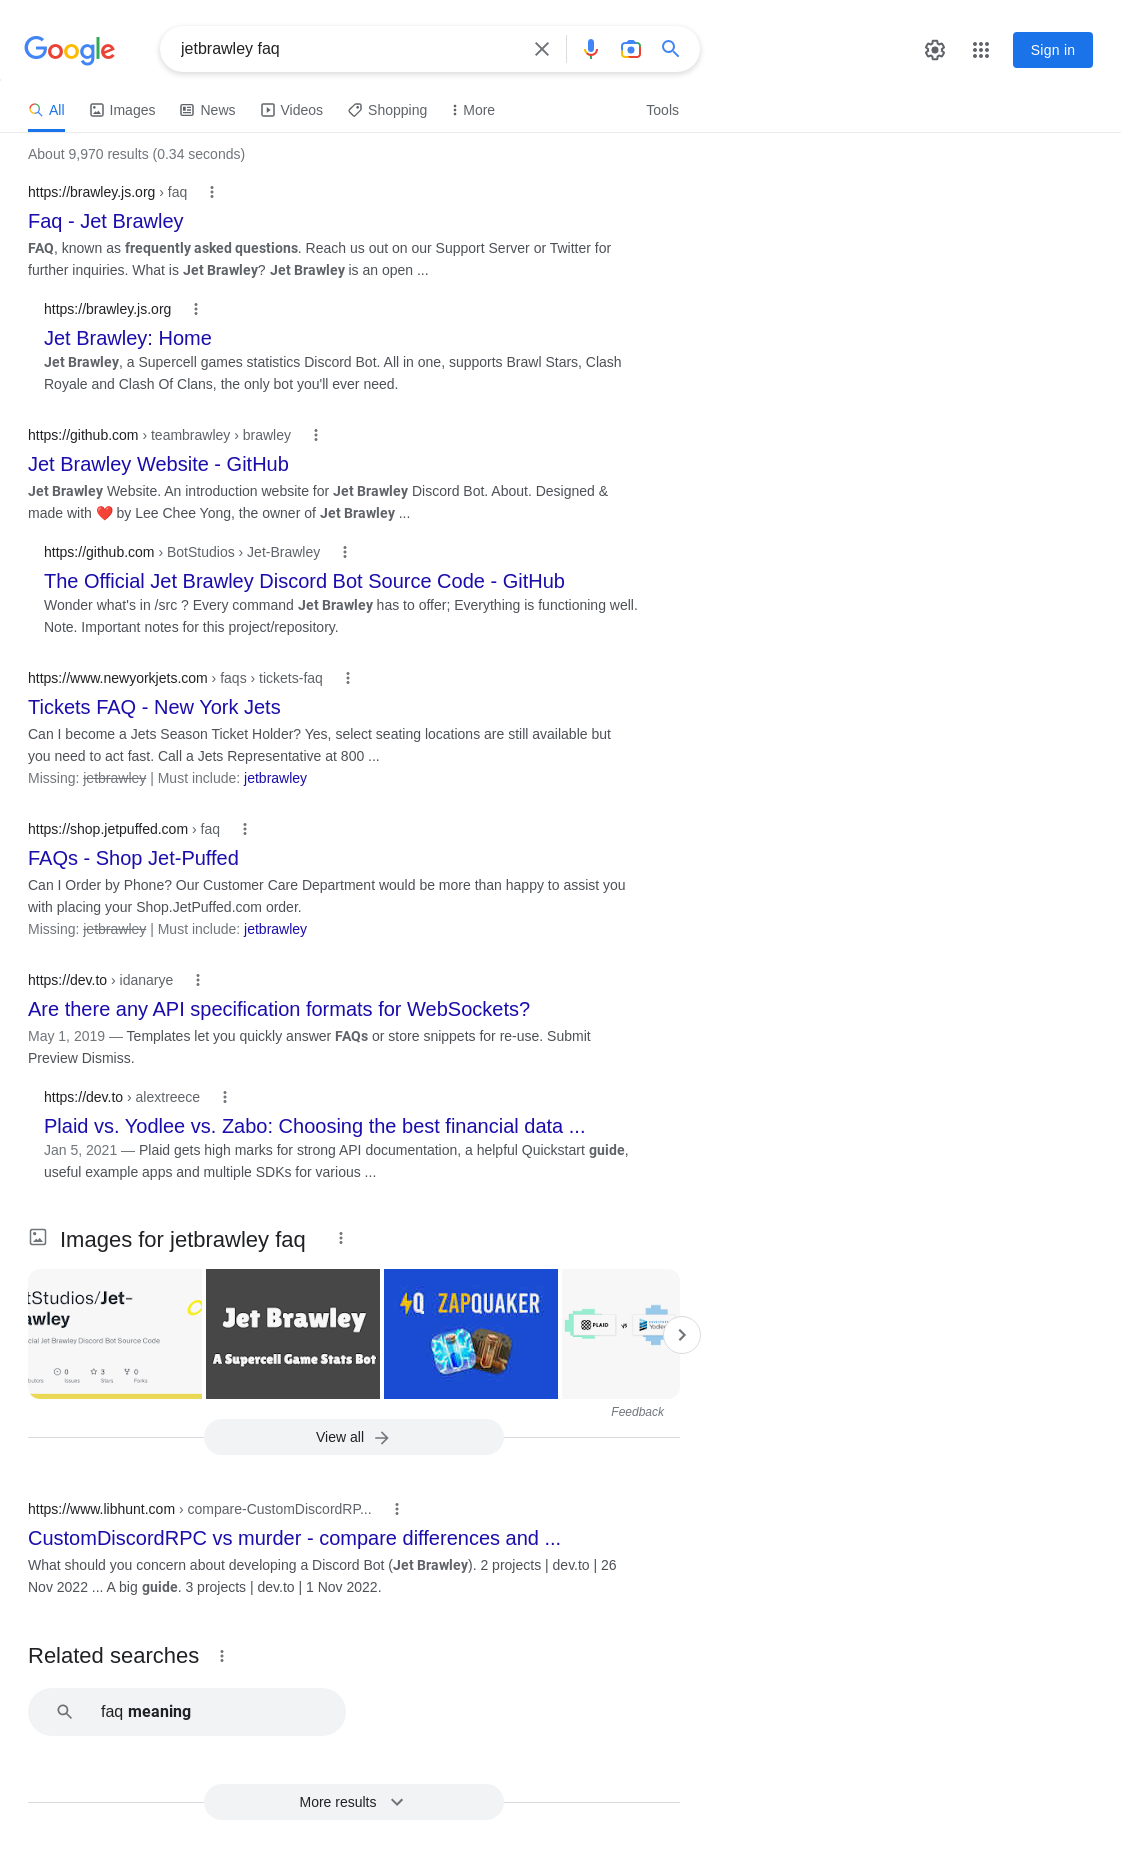 Google
jetbrawley faq
Sign in
All
Images
News
Videos
Shopping
More
Tools
About 9,970 results (0.34 seconds)
https://brawley.js.org › faq
Faq - Jet Brawley
FAQ, known as frequently asked questions. Reach us out on our Support Server or Twitter for
further inquiries. What is Jet Brawley? Jet Brawley is an open ...
https://brawley.js.org
Jet Brawley: Home
Jet Brawley, a Supercell games statistics Discord Bot. All in one, supports Brawl Stars, Clash
Royale and Clash Of Clans, the only bot you'll ever need.
https://github.com › teambrawley › brawley
Jet Brawley Website - GitHub
Jet Brawley Website. An introduction website for Jet Brawley Discord Bot. About. Designed &
made with ❤️ by Lee Chee Yong, the owner of Jet Brawley ...
https://github.com › BotStudios › Jet-Brawley
The Official Jet Brawley Discord Bot Source Code - GitHub
Wonder what's in /src ? Every command Jet Brawley has to offer; Everything is functioning well.
Note. Important notes for this project/repository.
https://www.newyorkjets.com › faqs › tickets-faq
Tickets FAQ - New York Jets
Can I become a Jets Season Ticket Holder? Yes, select seating locations are still available but
you need to act fast. Call a Jets Representative at 800 ...
Missing: jetbrawley | Must include: jetbrawley
https://shop.jetpuffed.com › faq
FAQs - Shop Jet-Puffed
Can I Order by Phone? Our Customer Care Department would be more than happy to assist you
with placing your Shop.JetPuffed.com order.
Missing: jetbrawley | Must include: jetbrawley
https://dev.to › idanarye
Are there any API specification formats for WebSockets?
May 1, 2019 — Templates let you quickly answer FAQs or store snippets for re-use. Submit
Preview Dismiss.
https://dev.to › alextreece
Plaid vs. Yodlee vs. Zabo: Choosing the best financial data ...
Jan 5, 2021 — Plaid gets high marks for strong API documentation, a helpful Quickstart guide,
useful example apps and multiple SDKs for various ...
Images for jetbrawley faq
tStudios/Jet-
awley
cial Jet Brawley Discord Bot Source Code
0 3 0
butors Issues Stars Forks
Jet Brawley
A Supercell Game Stats Bot
Q ZAPQUAKER
PLAID vs Yodlee
Feedback
View all
https://www.libhunt.com › compare-CustomDiscordRP...
CustomDiscordRPC vs murder - compare differences and ...
What should you concern about developing a Discord Bot (Jet Brawley). 2 projects | dev.to | 26
Nov 2022 ... A big guide. 3 projects | dev.to | 1 Nov 2022.
Related searches
faq meaning
More results